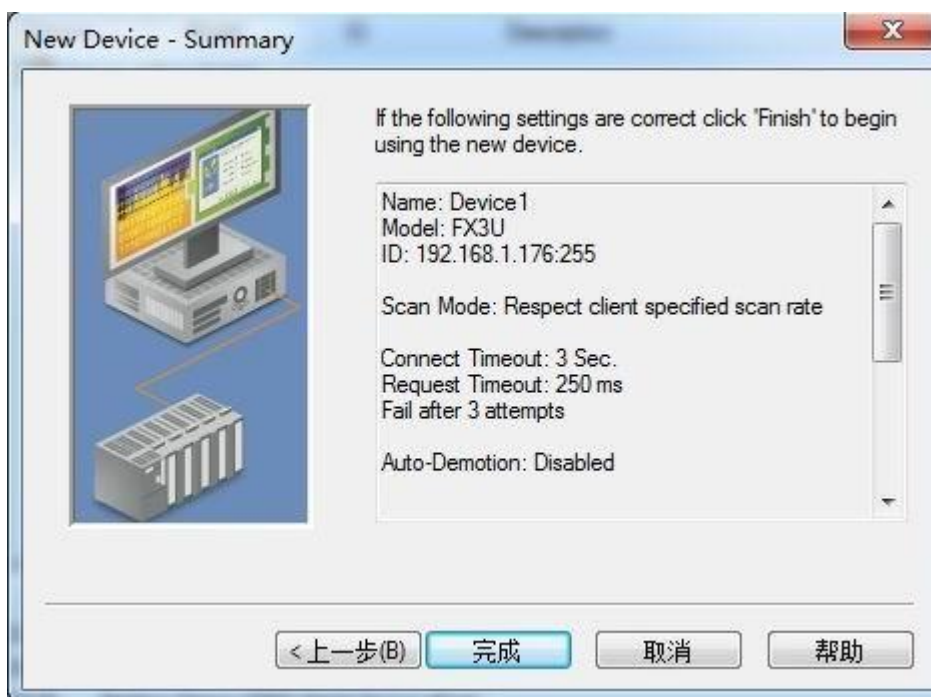 New Device - Summary
If the following settings are correct click 'Finish' to begin
using the new device.
Name: Device1
Model: FX3U
ID: 192.168.1.176:255
Scan Mode: Respect client specified scan rate
Connect Timeout: 3 Sec.
Request Timeout: 250 ms
Fail after 3 attempts
Auto-Demotion: Disabled
<上一步(B)
完成
取消
帮助